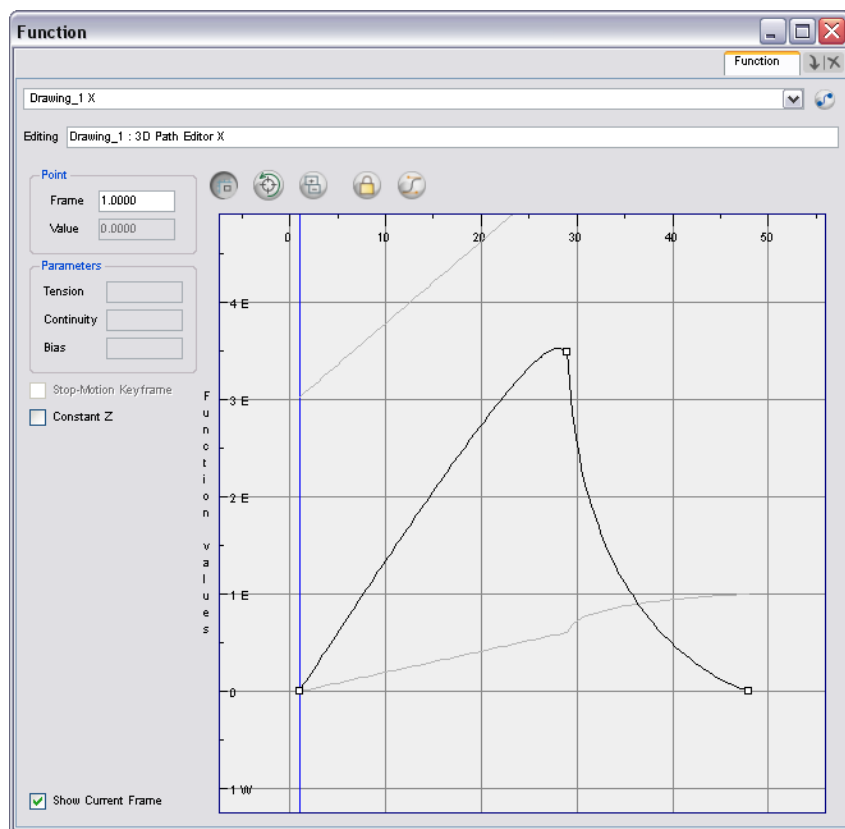 Function
Function
Drawing_1 X
Editing Drawing_1 : 3D Path Editor X
Point
Frame 1.0000
Value 0.0000
Parameters
Tension
Continuity
Bias
Stop-Motion Keyframe
Constant Z
Function values
0 10 20 30 40 50
4 E
3 E
2 E
1 E
0
1 W
Show Current Frame